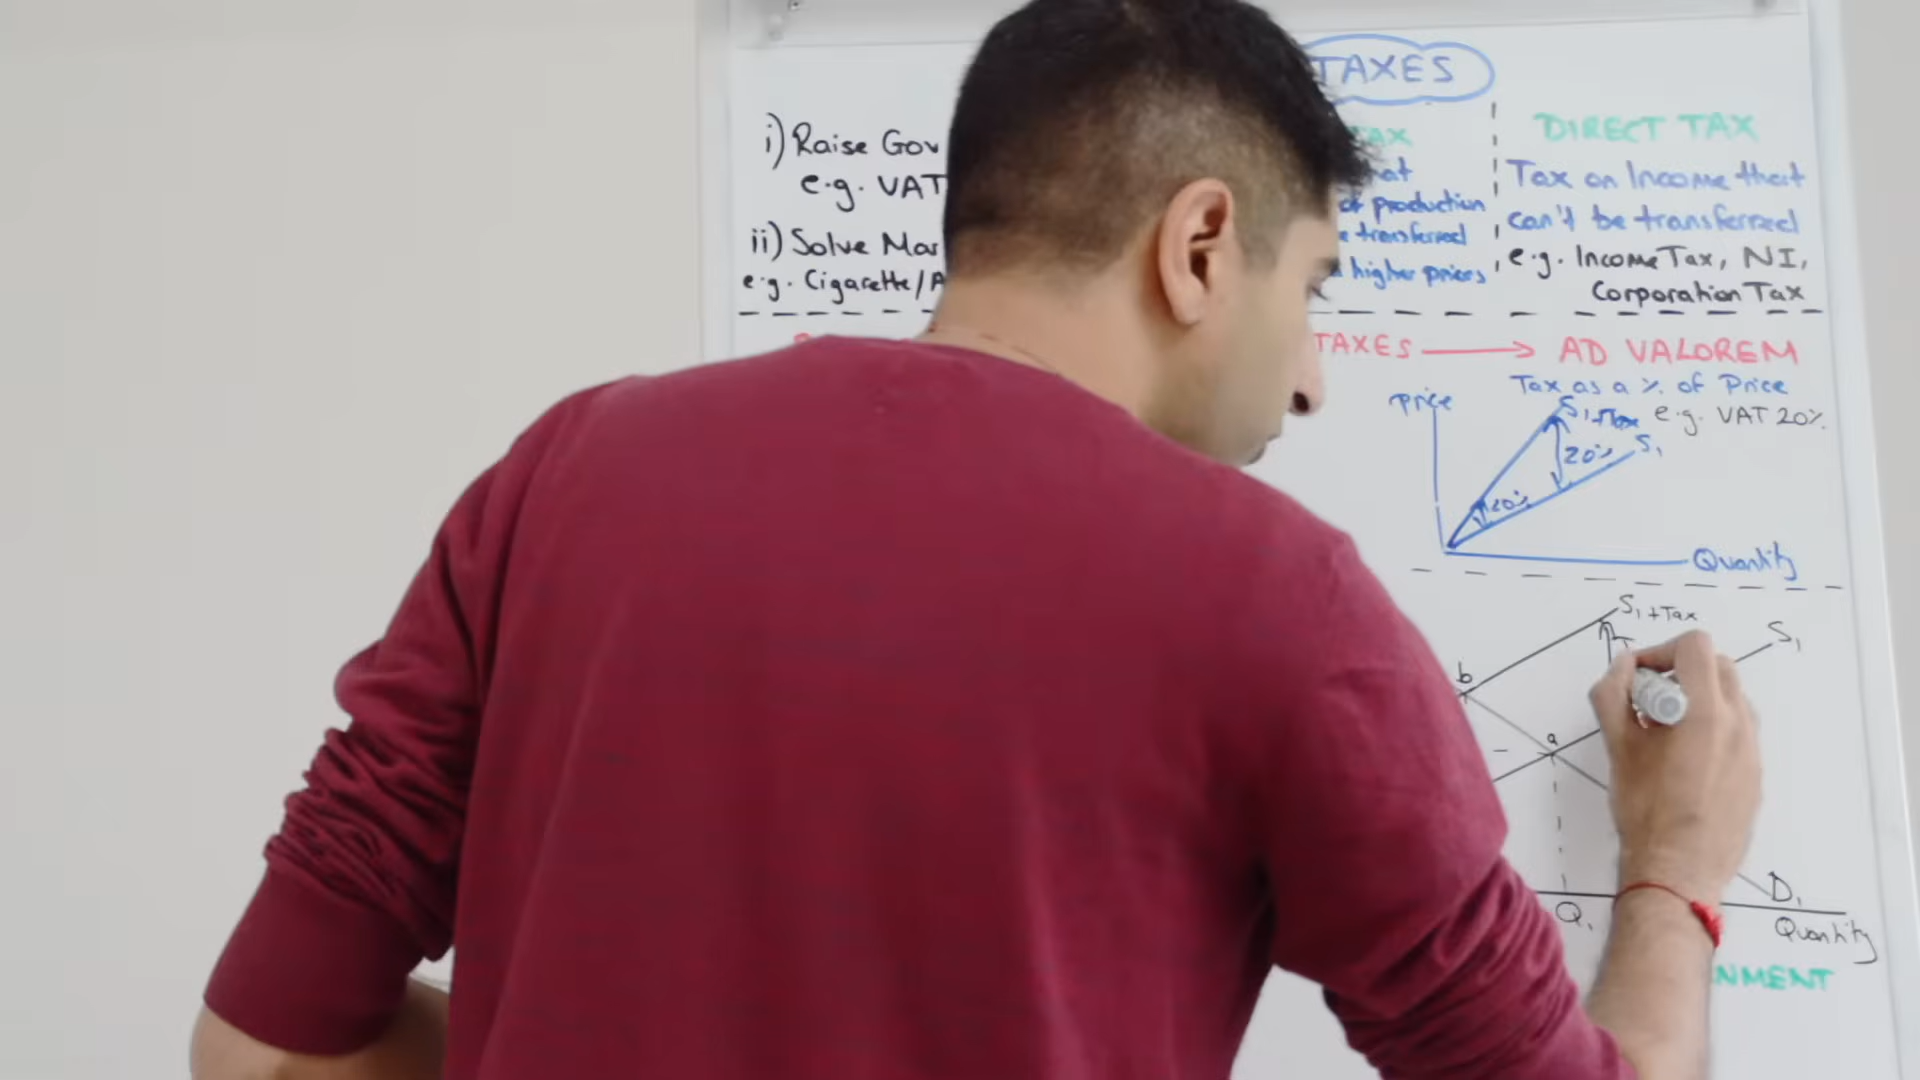 TAXES
i) Raise Gov
e.g. VAT
ii) Solve Mar
e.g. Cigarette/A
TAX
hat
of production
transferred
higher prices
DIRECT TAX
Tax on Income that
can't be transferred
e.g. Income Tax, NI,
Corporation Tax
TAXES → AD VALOREM
Tax as a % of Price
e.g. VAT 20%
Price
S1+Tax
S1
20%
20%
Quantity
S1+Tax
S1
b
a
Q1
D1
Quantity
NMENT